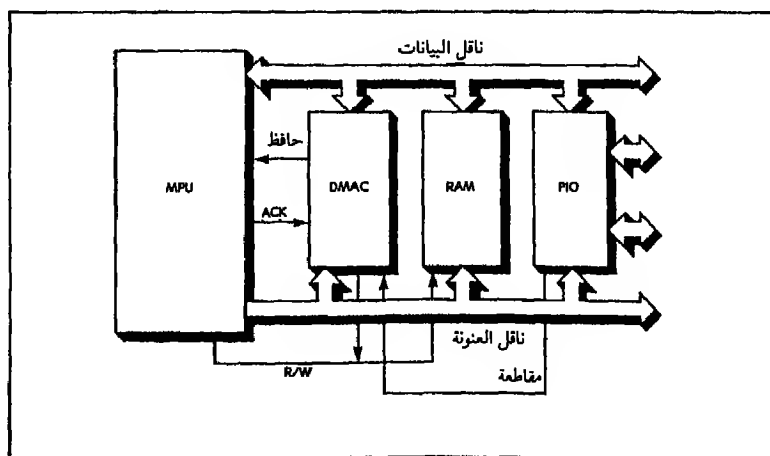 ناقل البيانات
حافظ
MPU
DMAC
RAM
PIO
ACK
ناقل العنونة
R/W
مقاطعة